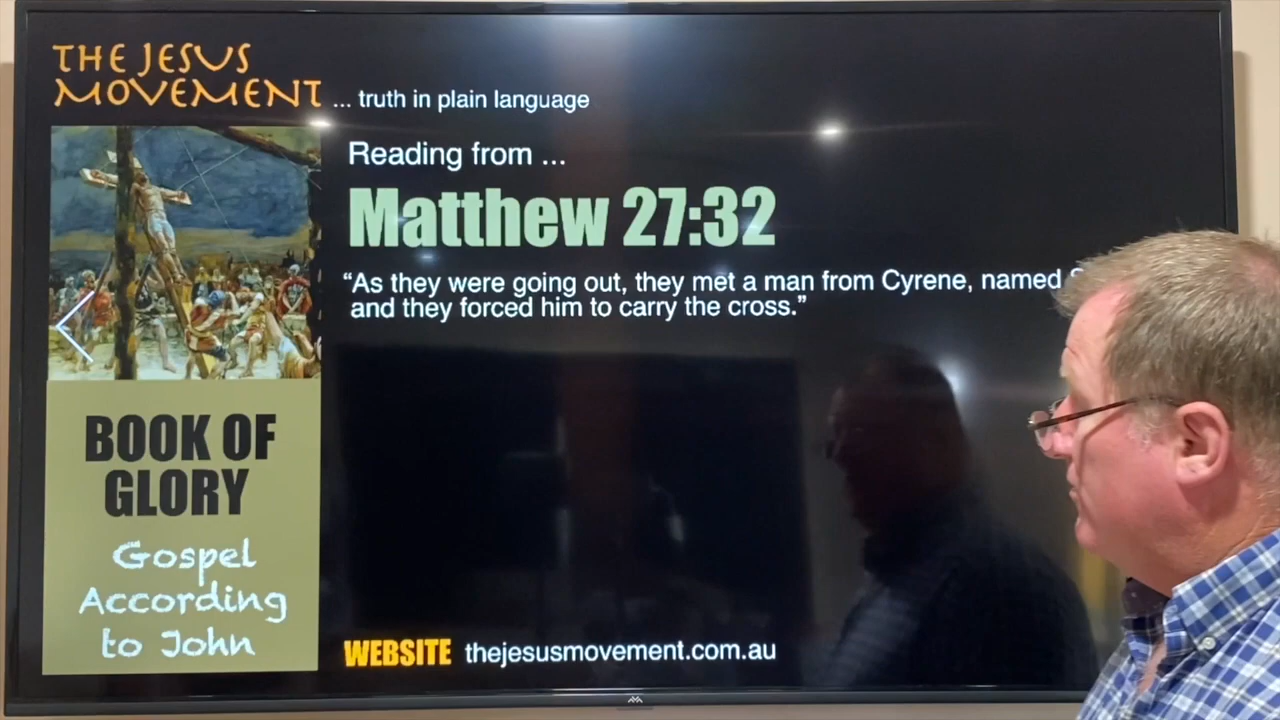 THE JESUS
MOVEMENT ... truth in plain language
Reading from ...
Matthew 27:32
“As they were going out, they met a man from Cyrene, named
and they forced him to carry the cross.”
BOOK OF
GLORY
Gospel
According
to John
WEBSITE thejesusmovement.com.au